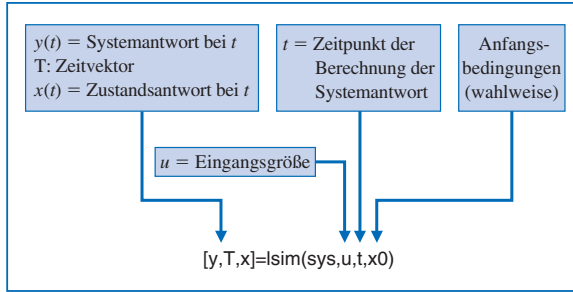 y(t) = Systemantwort bei t
T: Zeitvektor
x(t) = Zustandsantwort bei t
t = Zeitpunkt der
Berechnung der
Systemantwort
Anfangs-
bedingungen
(wahlweise)
u = Eingangsgröße
[y,T,x]=lsim(sys,u,t,x0)